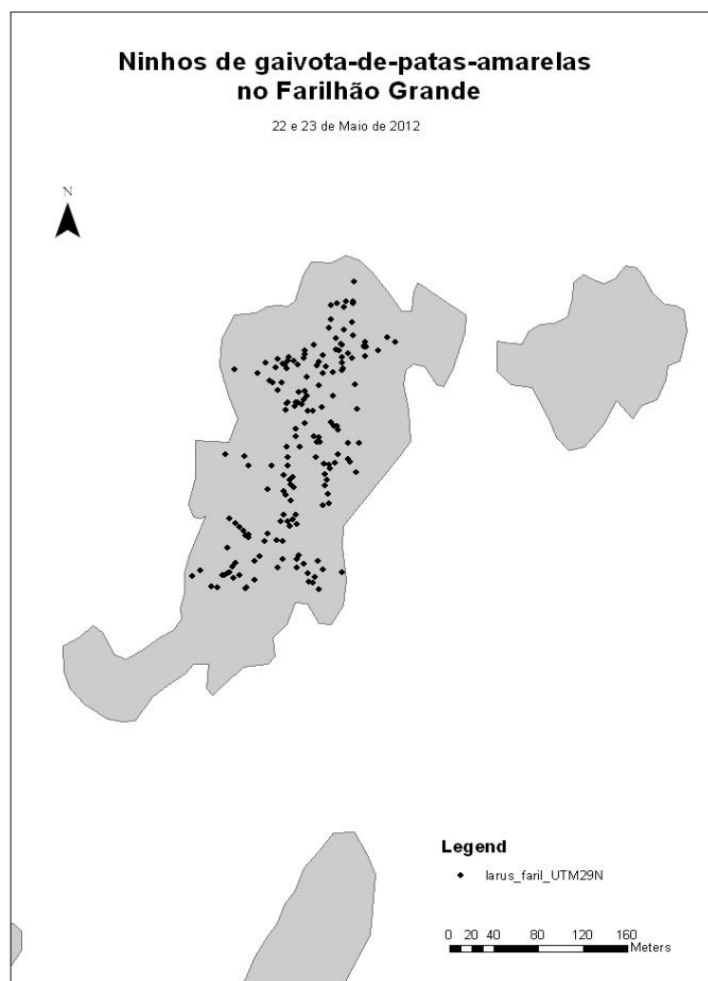 Ninhos de gaivota-de-patas-amarelas
no Farilhão Grande
22 e 23 de Maio de 2012
N
Legend
larus_faril_UTM29N
0 20 40 80 120 160
Meters